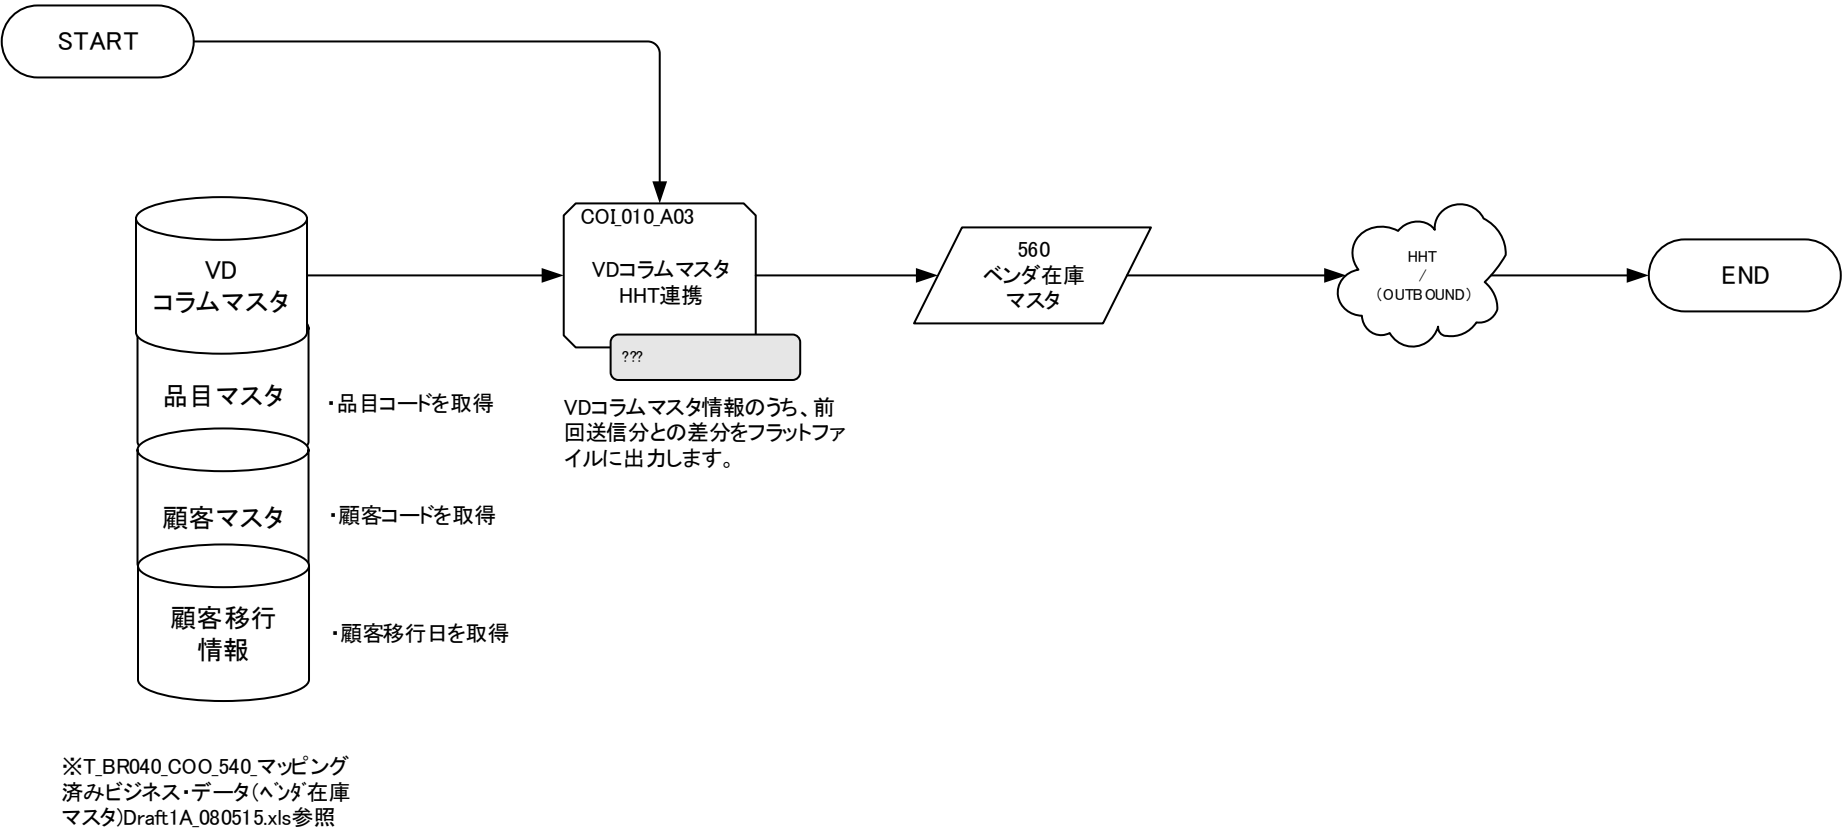 START
COI_010_A03
VDコラムマスタ
HHT連携
???
VDコラムマスタ情報のうち、前
回送信分との差分をフラットファ
イルに出力します。
560
ベンダ在庫
マスタ
HHT
/
（OUTBOUND）
END
VD
コラムマスタ
品目マスタ
・品目コードを取得
顧客マスタ
・顧客コードを取得
顧客移行
情報
・顧客移行日を取得
※T_BR040_COO_540_マッピング
済みビジネス・データ(ﾍﾞﾝﾀﾞ在庫
マスタ)Draft1A_080515.xls参照